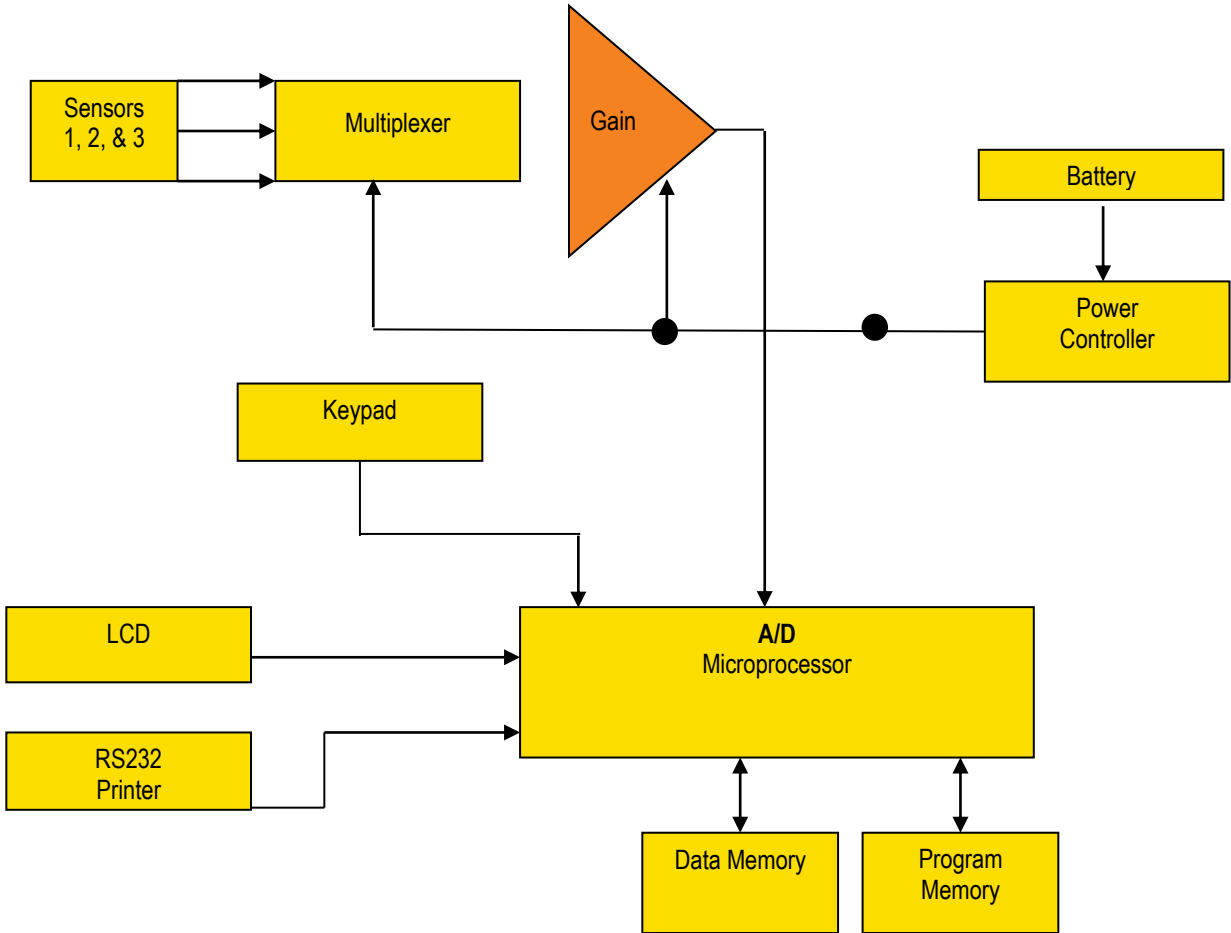 Sensors
1, 2, & 3
Multiplexer
Gain
Battery
Power
Controller
Keypad
LCD
A/D
Microprocessor
RS232
Printer
Data Memory
Program
Memory